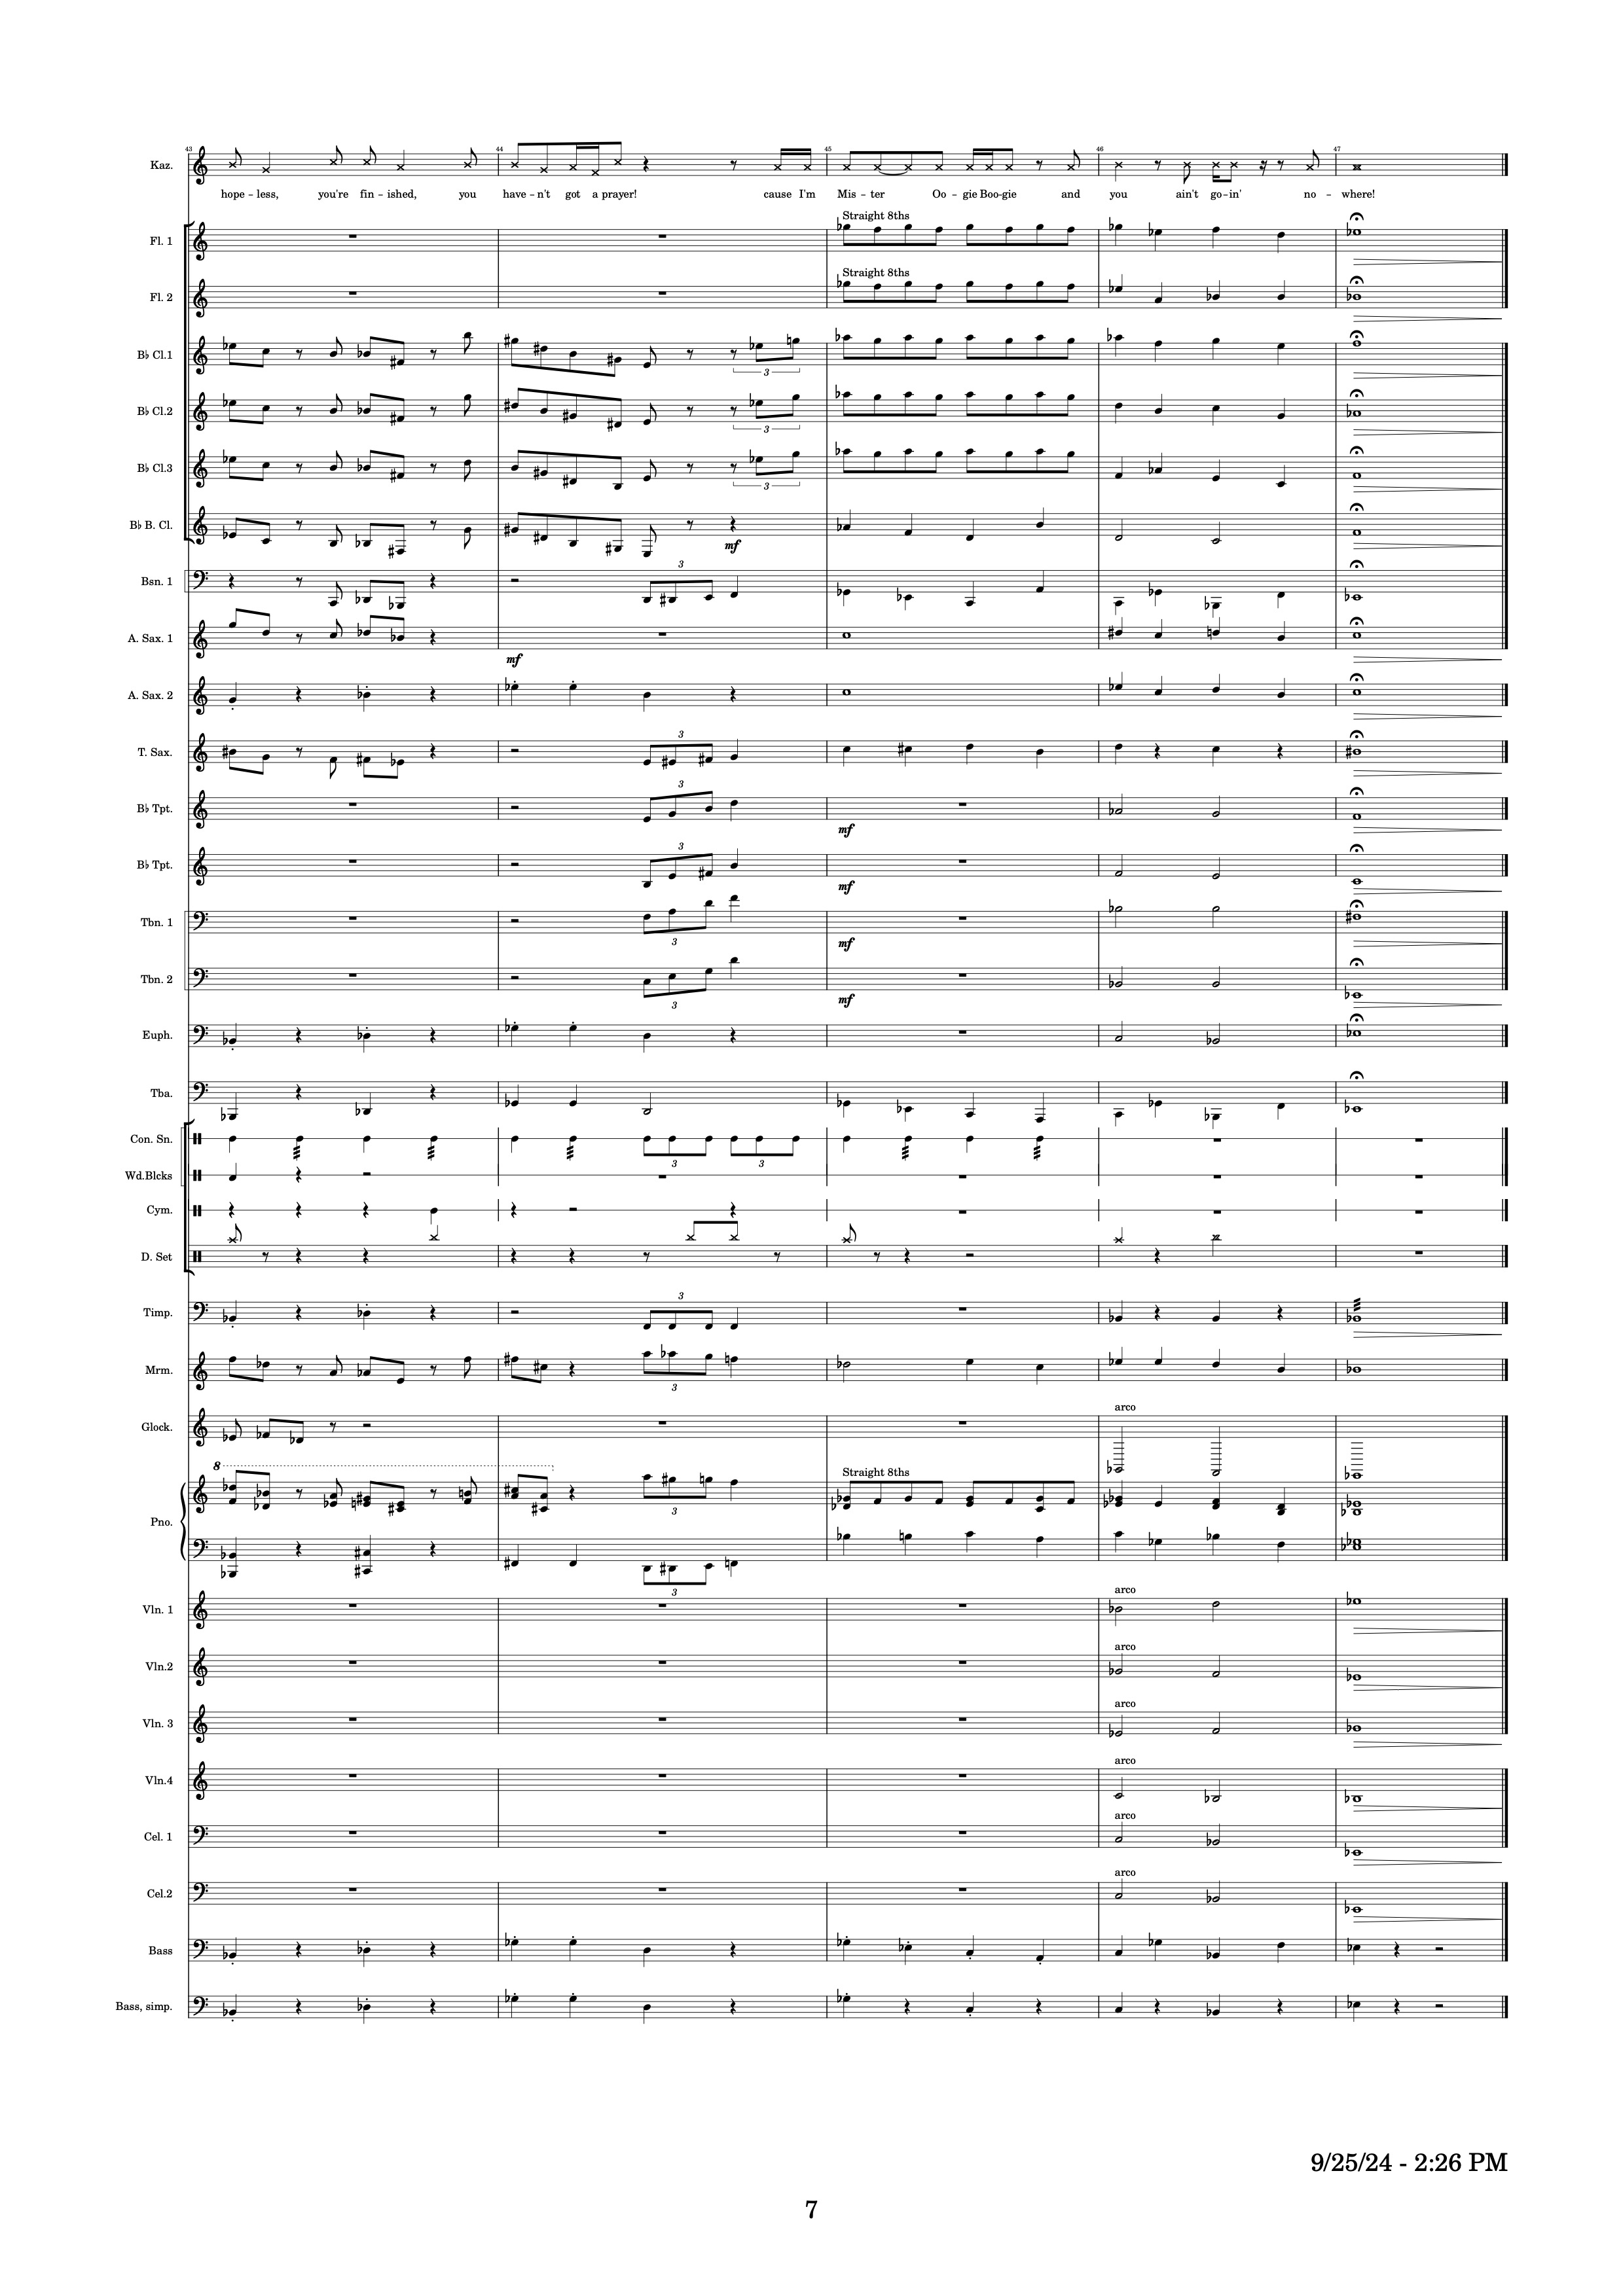 43 44 45 46 47
Kaz.
hope - less, you're fin - ished, you have - n't got a prayer! cause I'm Mis - ter Oo - gie Boo - gie and you ain't go - in' no - where!
Straight 8ths
Fl. 1
Straight 8ths
Fl. 2
B♭ Cl.1
3
B♭ Cl.2
3
B♭ Cl.3
3
B♭ B. Cl.
mf
3
Bsn. 1
A. Sax. 1
mf
A. Sax. 2
3
T. Sax.
3
B♭ Tpt.
mf
3
B♭ Tpt.
mf
Tbn. 1
3
mf
Tbn. 2
3
mf
Euph.
Tba.
Con. Sn.
3 3
Wd.Blcks
Cym.
D. Set
3
Timp.
Mrm.
3
arco
Glock.
8
Straight 8ths
3
Pno.
3
arco
Vln. 1
arco
Vln.2
arco
Vln. 3
arco
Vln.4
arco
Cel. 1
arco
Cel.2
Bass
Bass, simp.
9/25/24 - 2:26 PM
7